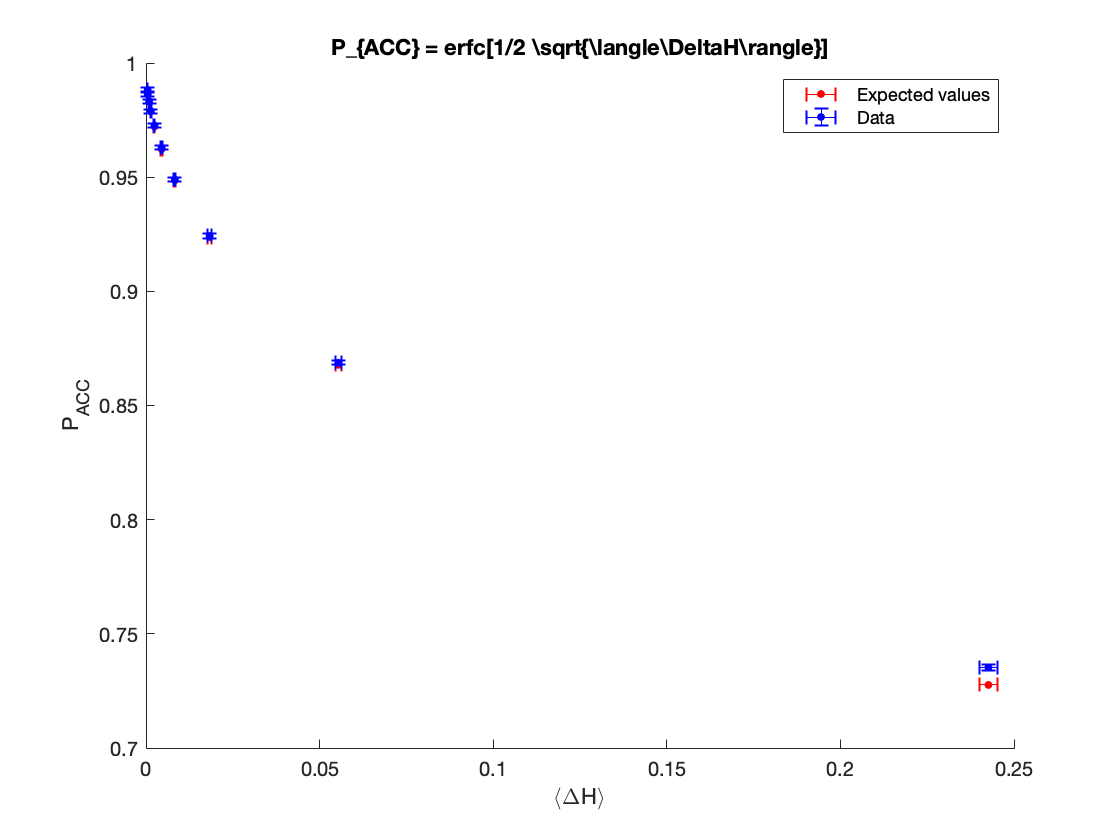 P_{ACC} = erfc[1/2 \sqrt{\langle\DeltaH\rangle}]
Expected values
Data
1
0.95
0.9
0.85
0.8
0.75
0.7
P_ACC
0
0.05
0.1
0.15
0.2
0.25
⟨ΔH⟩